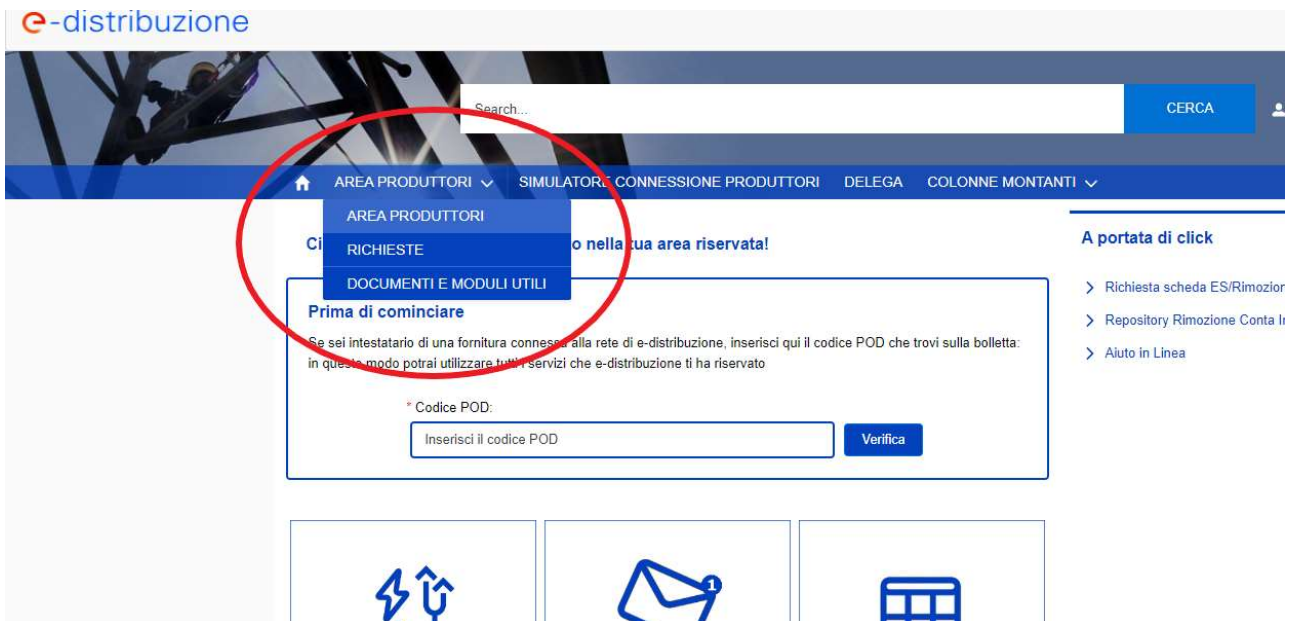 e-distribuzione
Search...
CERCA
AREA PRODUTTORI
SIMULATORE CONNESSIONE PRODUTTORI
DELEGA
COLONNE MONTANTI
AREA PRODUTTORI
RICHIESTE
DOCUMENTI E MODULI UTILI
Ci
o nella tua area riservata!
Prima di cominciare
Se sei intestatario di una fornitura connessa alla rete di e-distribuzione, inserisci qui il codice POD che trovi sulla bolletta:
in questo modo potrai utilizzare tutti i servizi che e-distribuzione ti ha riservato
* Codice POD:
Inserisci il codice POD
Verifica
A portata di click
Richiesta scheda ES/Rimozion
Repository Rimozione Conta
Aiuto in Linea
1